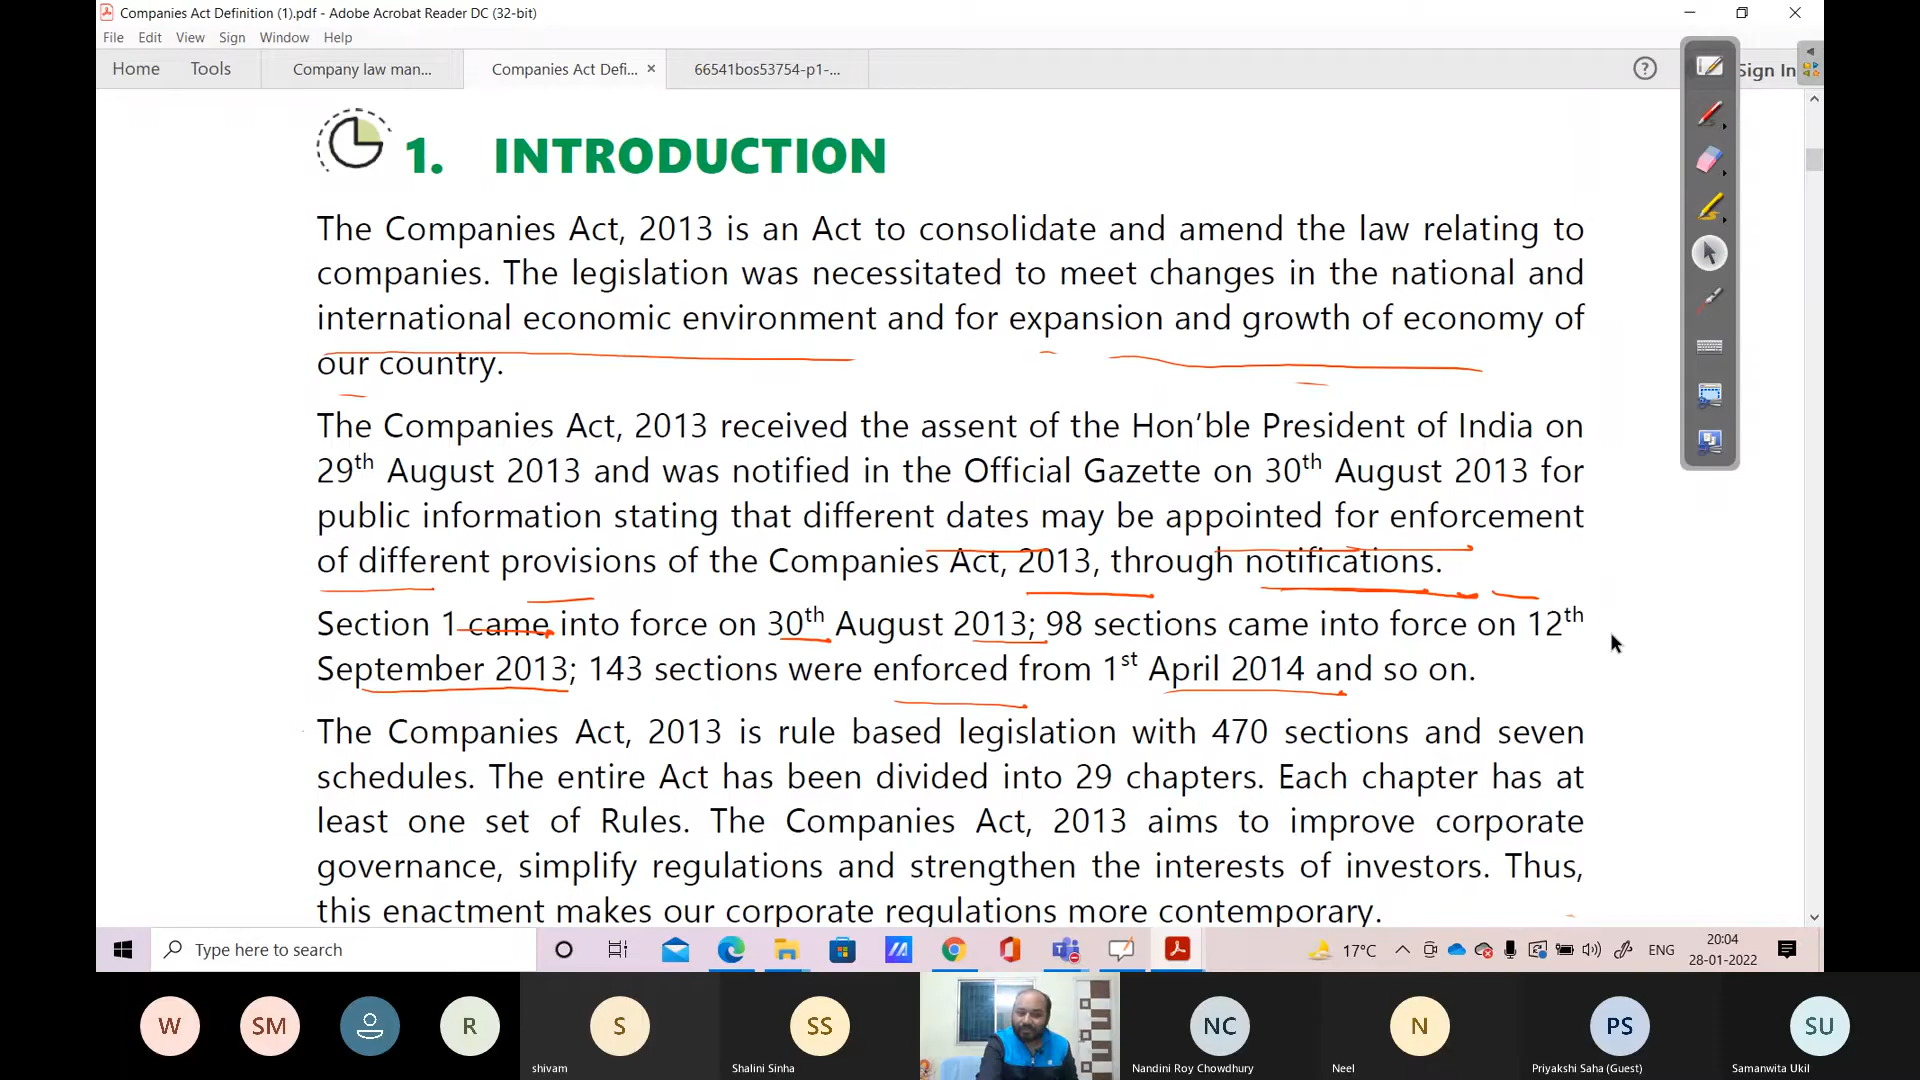 Companies Act Definition (1).pdf - Adobe Acrobat Reader DC (32-bit)
File Edit View Sign Window Help
Home Tools Company law man... Companies Act Defi... × 66541bos53754-p1-... ? Sign In
1. INTRODUCTION
The Companies Act, 2013 is an Act to consolidate and amend the law relating to
companies. The legislation was necessitated to meet changes in the national and
international economic environment and for expansion and growth of economy of
our country.
The Companies Act, 2013 received the assent of the Hon’ble President of India on
29th August 2013 and was notified in the Official Gazette on 30th August 2013 for
public information stating that different dates may be appointed for enforcement
of different provisions of the Companies Act, 2013, through notifications.
Section 1 came into force on 30th August 2013; 98 sections came into force on 12th
September 2013; 143 sections were enforced from 1st April 2014 and so on.
The Companies Act, 2013 is rule based legislation with 470 sections and seven
schedules. The entire Act has been divided into 29 chapters. Each chapter has at
least one set of Rules. The Companies Act, 2013 aims to improve corporate
governance, simplify regulations and strengthen the interests of investors. Thus,
this enactment makes our corporate regulations more contemporary.
Type here to search 17°C ENG 20:04
28-01-2022
W SM R S SS NC N PS SU
shivam Shalini Sinha Nandini Roy Chowdhury Neel Priyakshi Saha (Guest) Samanwita Ukil